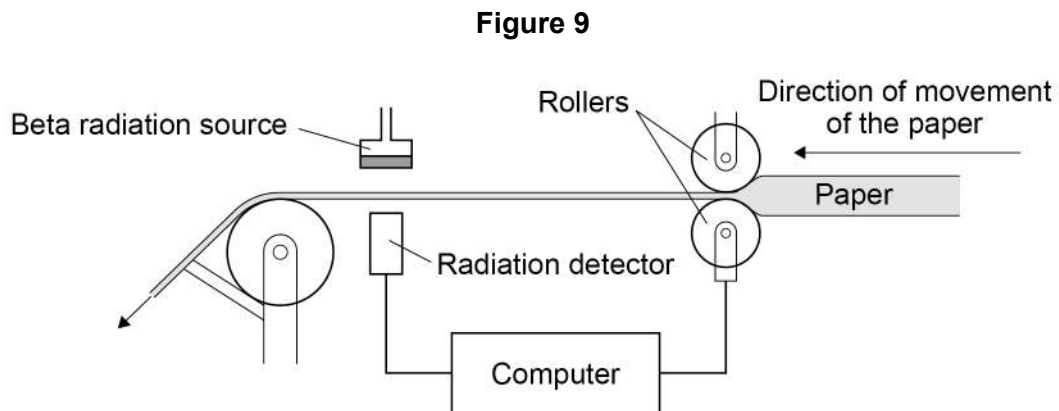 Figure 9
Beta radiation source
Rollers
Direction of movement
of the paper
Paper
Radiation detector
Computer